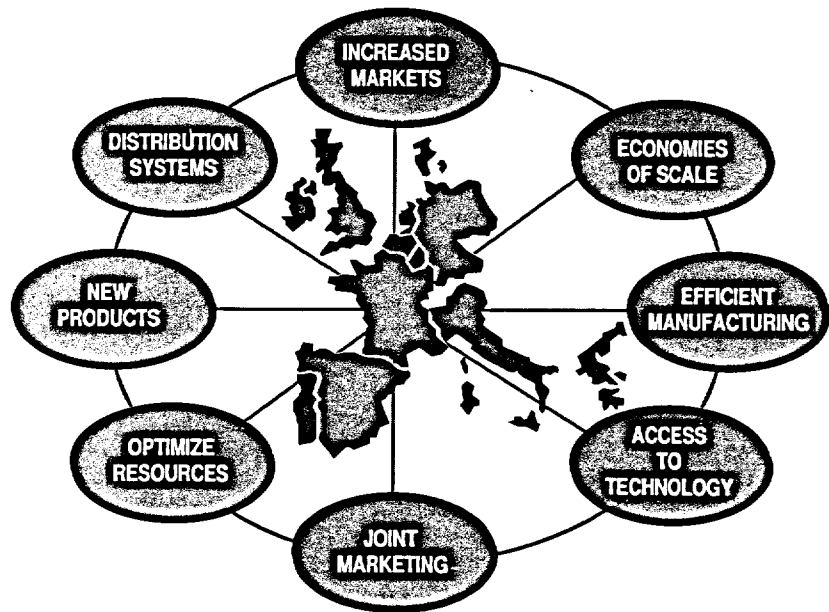 INCREASED
MARKETS
ECONOMIES
OF SCALE
EFFICIENT
MANUFACTURING
ACCESS
TO
TECHNOLOGY
JOINT
MARKETING
OPTIMIZE
RESOURCES
NEW
PRODUCTS
DISTRIBUTION
SYSTEMS